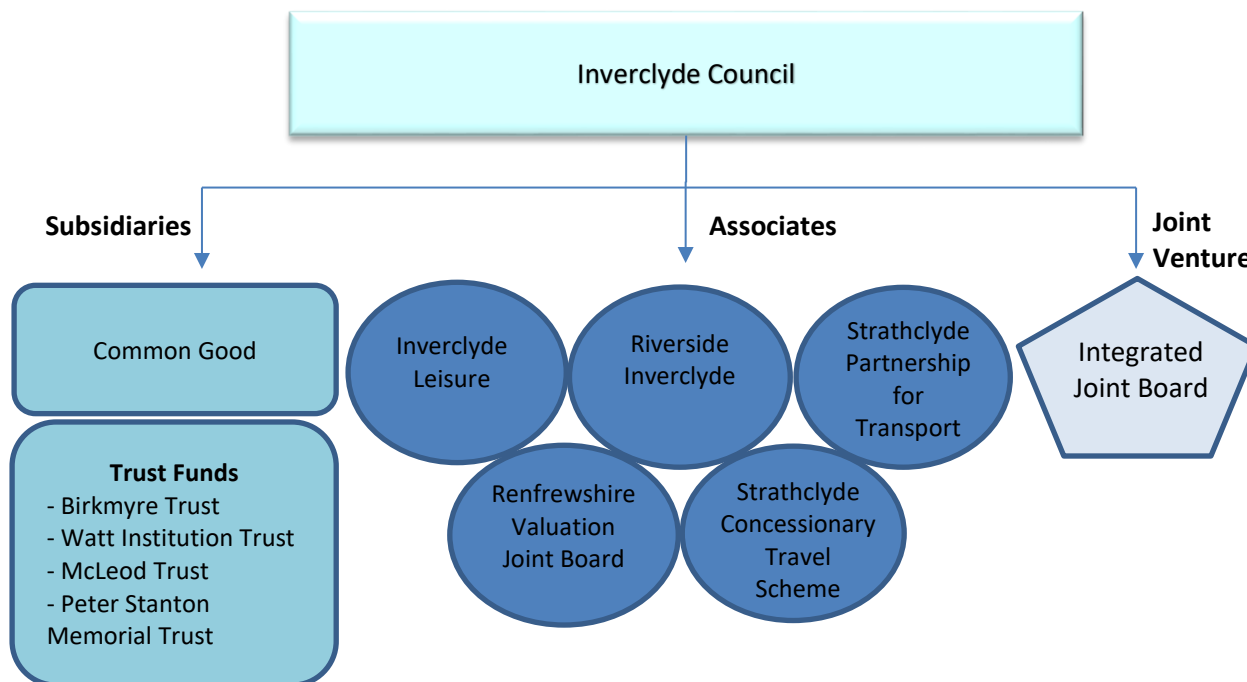 Inverclyde Council
Subsidiaries
Associates
Joint
Venture
Common Good
Trust Funds
- Birkmyre Trust
- Watt Institution Trust
- McLeod Trust
- Peter Stanton
Memorial Trust
Inverclyde
Leisure
Riverside
Inverclyde
Strathclyde
Partnership
for
Transport
Renfrewshire
Valuation
Joint Board
Strathclyde
Concessionary
Travel
Scheme
Integrated
Joint Board